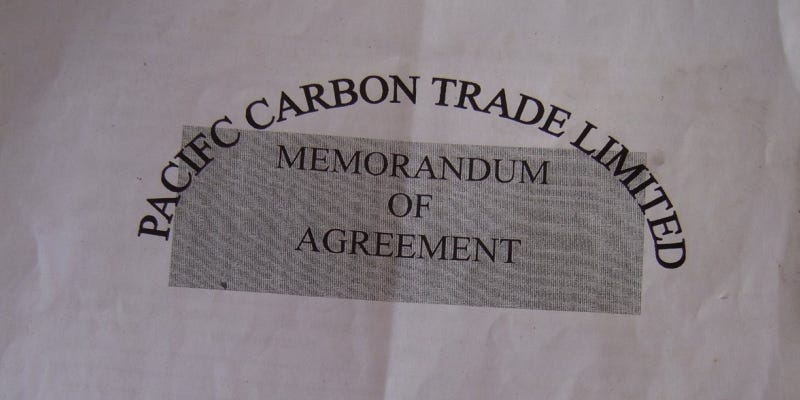 PACIFC CARBON TRADE LIMITED
MEMORANDUM
OF
AGREEMENT